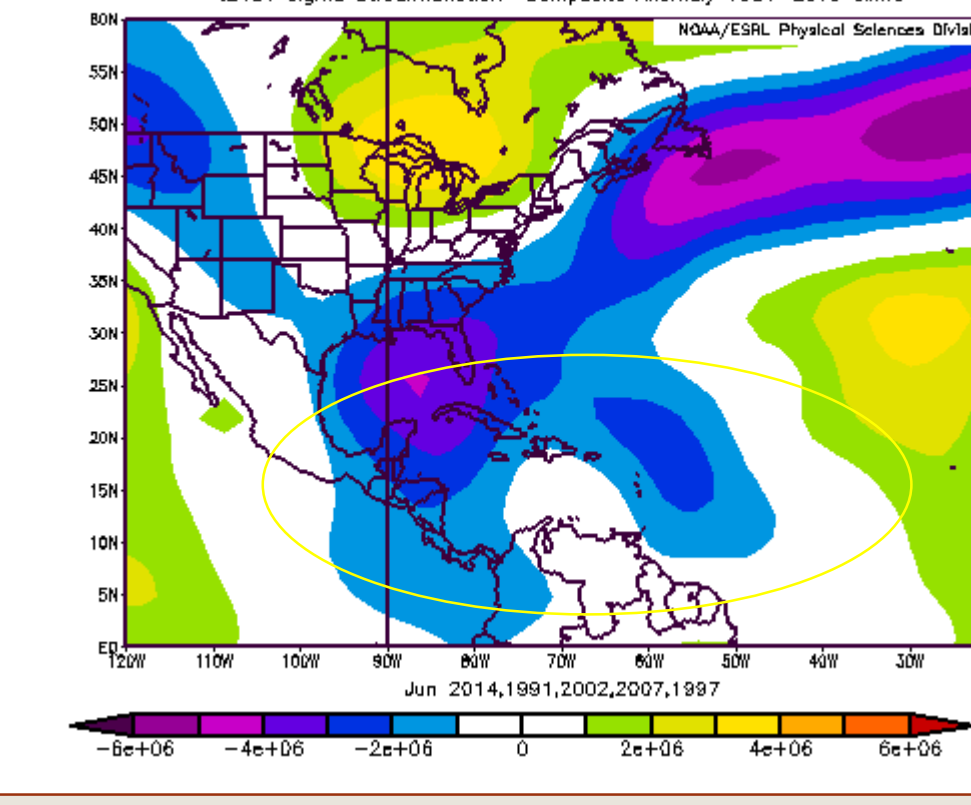 NOAA/ESRL Physical Sciences
80N
55N
50N
45N
40N
35N
30N
25N
20N
15N
10N
5N
EQ
120W 110W 100W 90W 80W 70W 60W 50W 40W 30W
Jun 2014,1991,2002,2007,1997
-6e+06 -4e+06 -2e+06 0 2e+06 4e+06 6e+06